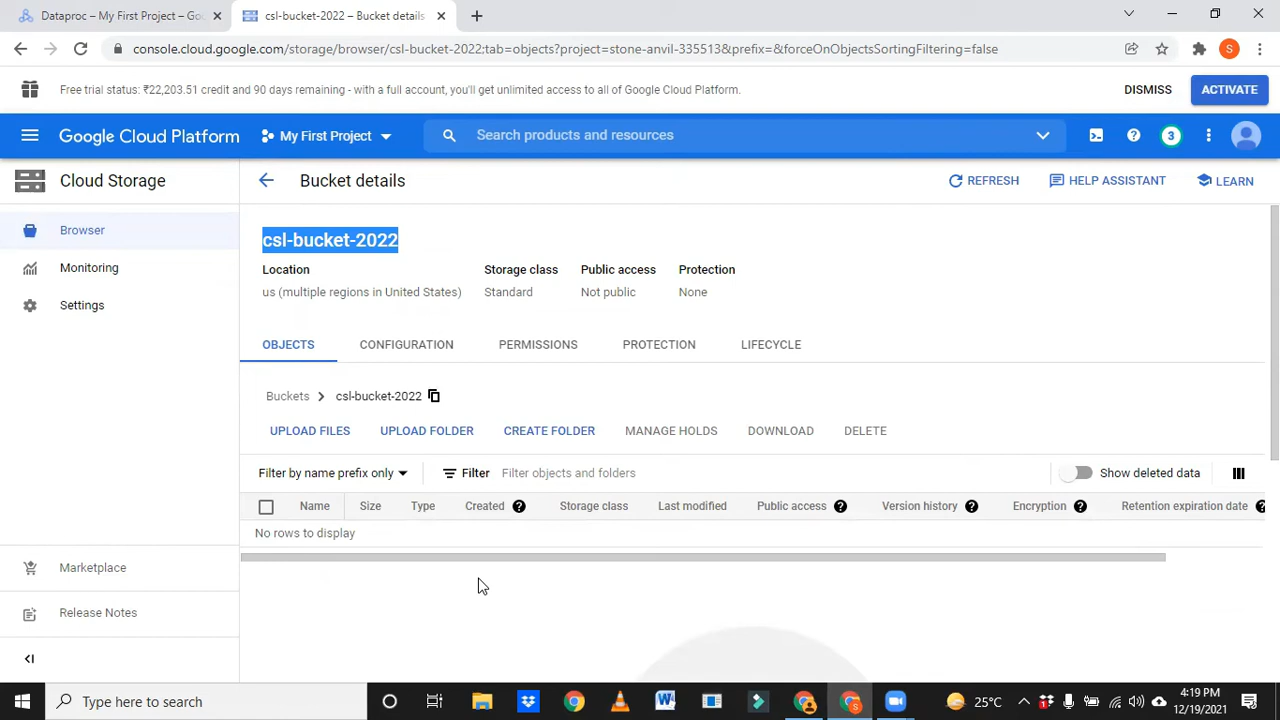 Dataproc – My First Project – Goo
csl-bucket-2022 – Bucket details
console.cloud.google.com/storage/browser/csl-bucket-2022;tab=objects?project=stone-anvil-335513&prefix=&forceOnObjectsSortingFiltering=false
S
Free trial status: ₹22,203.51 credit and 90 days remaining - with a full account, you'll get unlimited access to all of Google Cloud Platform.
DISMISS
ACTIVATE
Google Cloud Platform
My First Project
Search products and resources
3
Cloud Storage
Bucket details
REFRESH
HELP ASSISTANT
LEARN
Browser
Monitoring
Settings
csl-bucket-2022
Location
Storage class
Public access
Protection
us (multiple regions in United States)
Standard
Not public
None
OBJECTS
CONFIGURATION
PERMISSIONS
PROTECTION
LIFECYCLE
Buckets
csl-bucket-2022
UPLOAD FILES
UPLOAD FOLDER
CREATE FOLDER
MANAGE HOLDS
DOWNLOAD
DELETE
Filter by name prefix only
Filter
Filter objects and folders
Show deleted data
Name
Size
Type
Created
Storage class
Last modified
Public access
Version history
Encryption
Retention expiration date
No rows to display
Marketplace
Release Notes
Type here to search
25°C
4:19 PM
12/19/2021